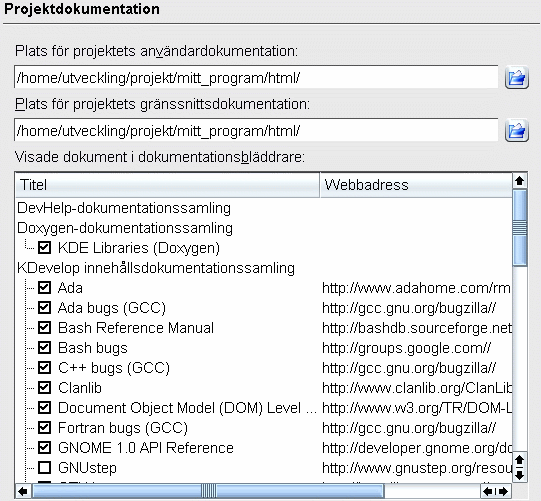 Projektdokumentation
Plats för projektets användardokumentation:
/home/utveckling/projekt/mitt_program/html/
Plats för projektets gränssnittsdokumentation:
/home/utveckling/projekt/mitt_program/html/
Visade dokument i dokumentationsbläddrare:
Titel Webbadress
DevHelp-dokumentationssamling
Doxygen-dokumentationssamling
KDE Libraries (Doxygen)
KDevelop innehållsdokumentationssamling
Ada http://www.adahome.com/rm
Ada bugs (GCC) http://gcc.gnu.org/bugzilla//
Bash Reference Manual http://bashdb.sourceforge.net
Bash bugs http://groups.google.com//
C++ bugs (GCC) http://gcc.gnu.org/bugzilla//
Clanlib http://www.clanlib.org/ClanLib
Document Object Model (DOM) Level ... http://www.w3.org/TR/DOM-L
Fortran bugs (GCC) http://gcc.gnu.org/bugzilla//
GNOME 1.0 API Reference http://developer.gnome.org/do
GNUstep http://www.gnustep.org/resou